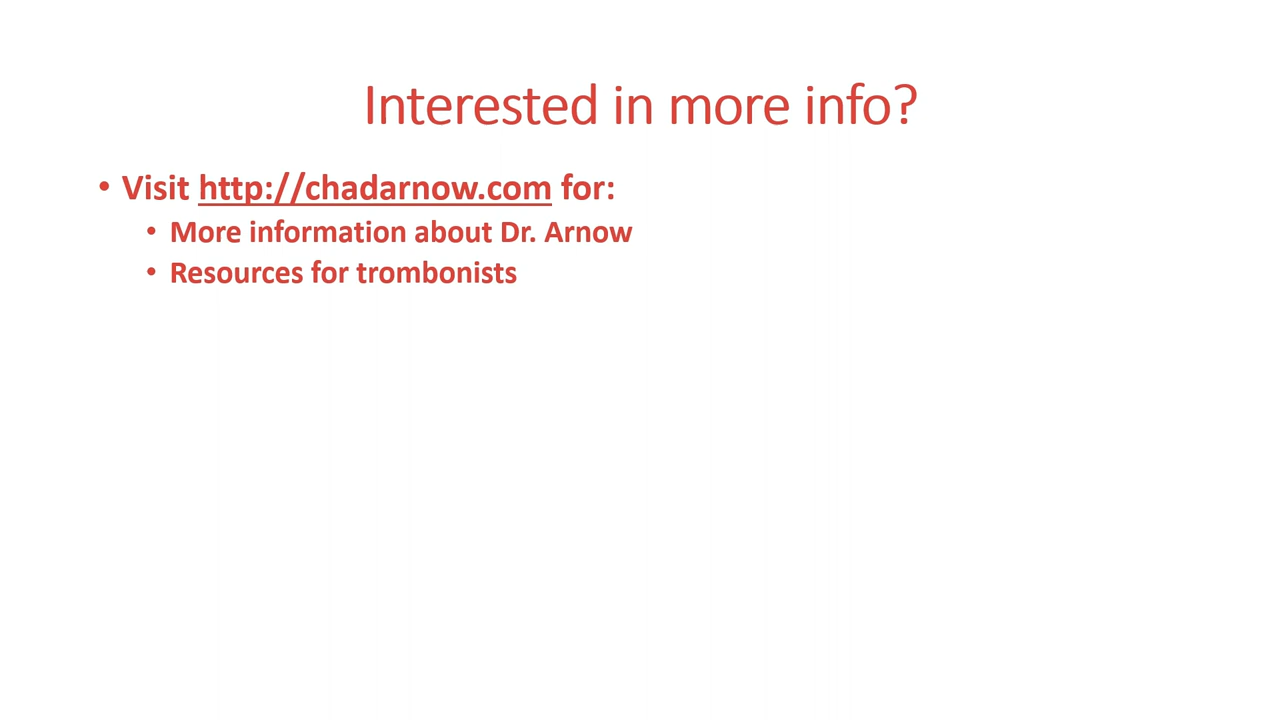 Interested in more info?
• Visit http://chadarnow.com for:
• More information about Dr. Arnow
• Resources for trombonists